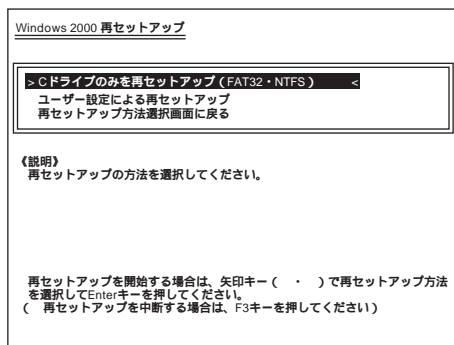 Windows 2000 再セットアップ
>Cドライブのみを再セットアップ(FAT32・NTFS) <
ユーザー設定による再セットアップ
再セットアップ方法選択画面に戻る
《説明》
再セットアップの方法を選択してください。
再セットアップを開始する場合は、矢印キー( ・ )で再セットアップ方法
を選択してEnterキーを押してください。
( 再セットアップを中断する場合は、F3キーを押してください)